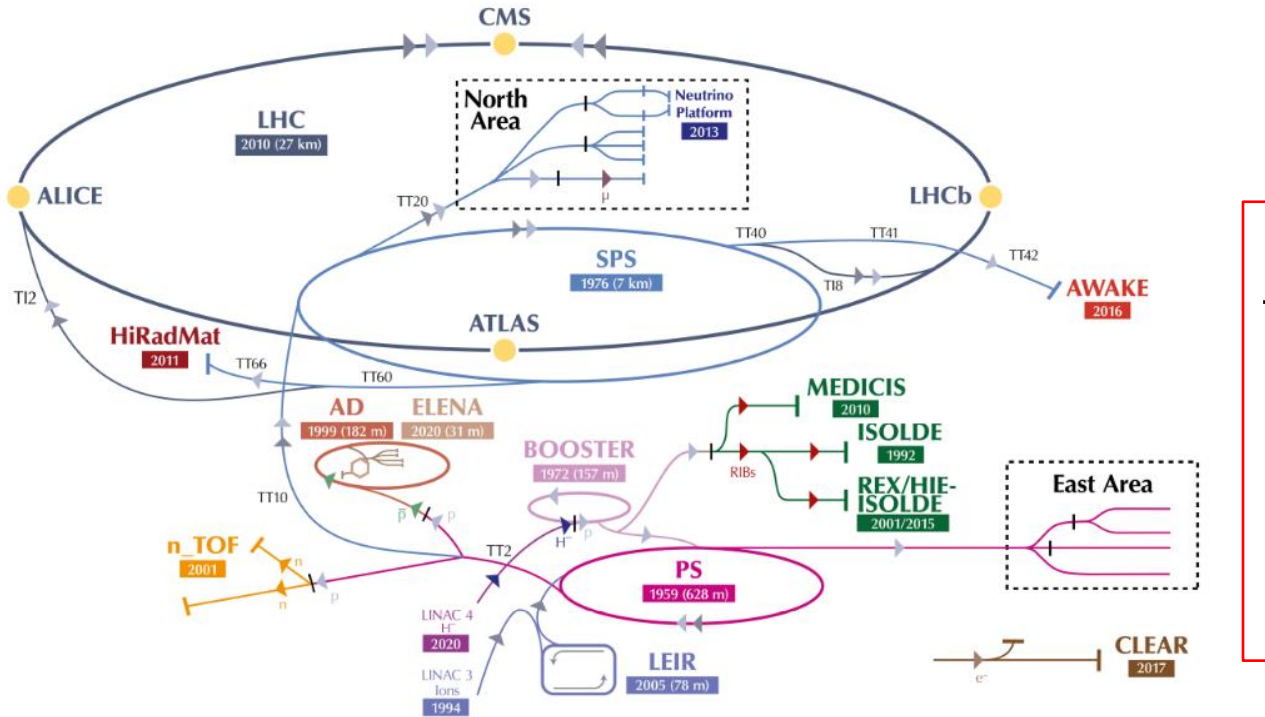 CMS
North
Area
Neutrino
Platform
2013
LHC
2010 (27 km)
μ
ALICE
LHCb
TT20
TT40
TT41
TT42
SPS
1976 (7 km)
TI8
AWAKE
2016
TI2
ATLAS
HiRadMat
2011
TT66
TT60
AD
1999 (182 m)
ELENA
2020 (31 m)
MEDICIS
2010
BOOSTER
1972 (157 m)
ISOLDE
1992
RIBs
REX/HIE-
ISOLDE
2001/2015
East Area
TT10
p̄
p
H⁻
p
TT2
n_TOF
2001
n
n
p
PS
1959 (628 m)
LINAC 4
H⁻
2020
LINAC 3
Ions
1994
LEIR
2005 (78 m)
CLEAR
2017
e⁻